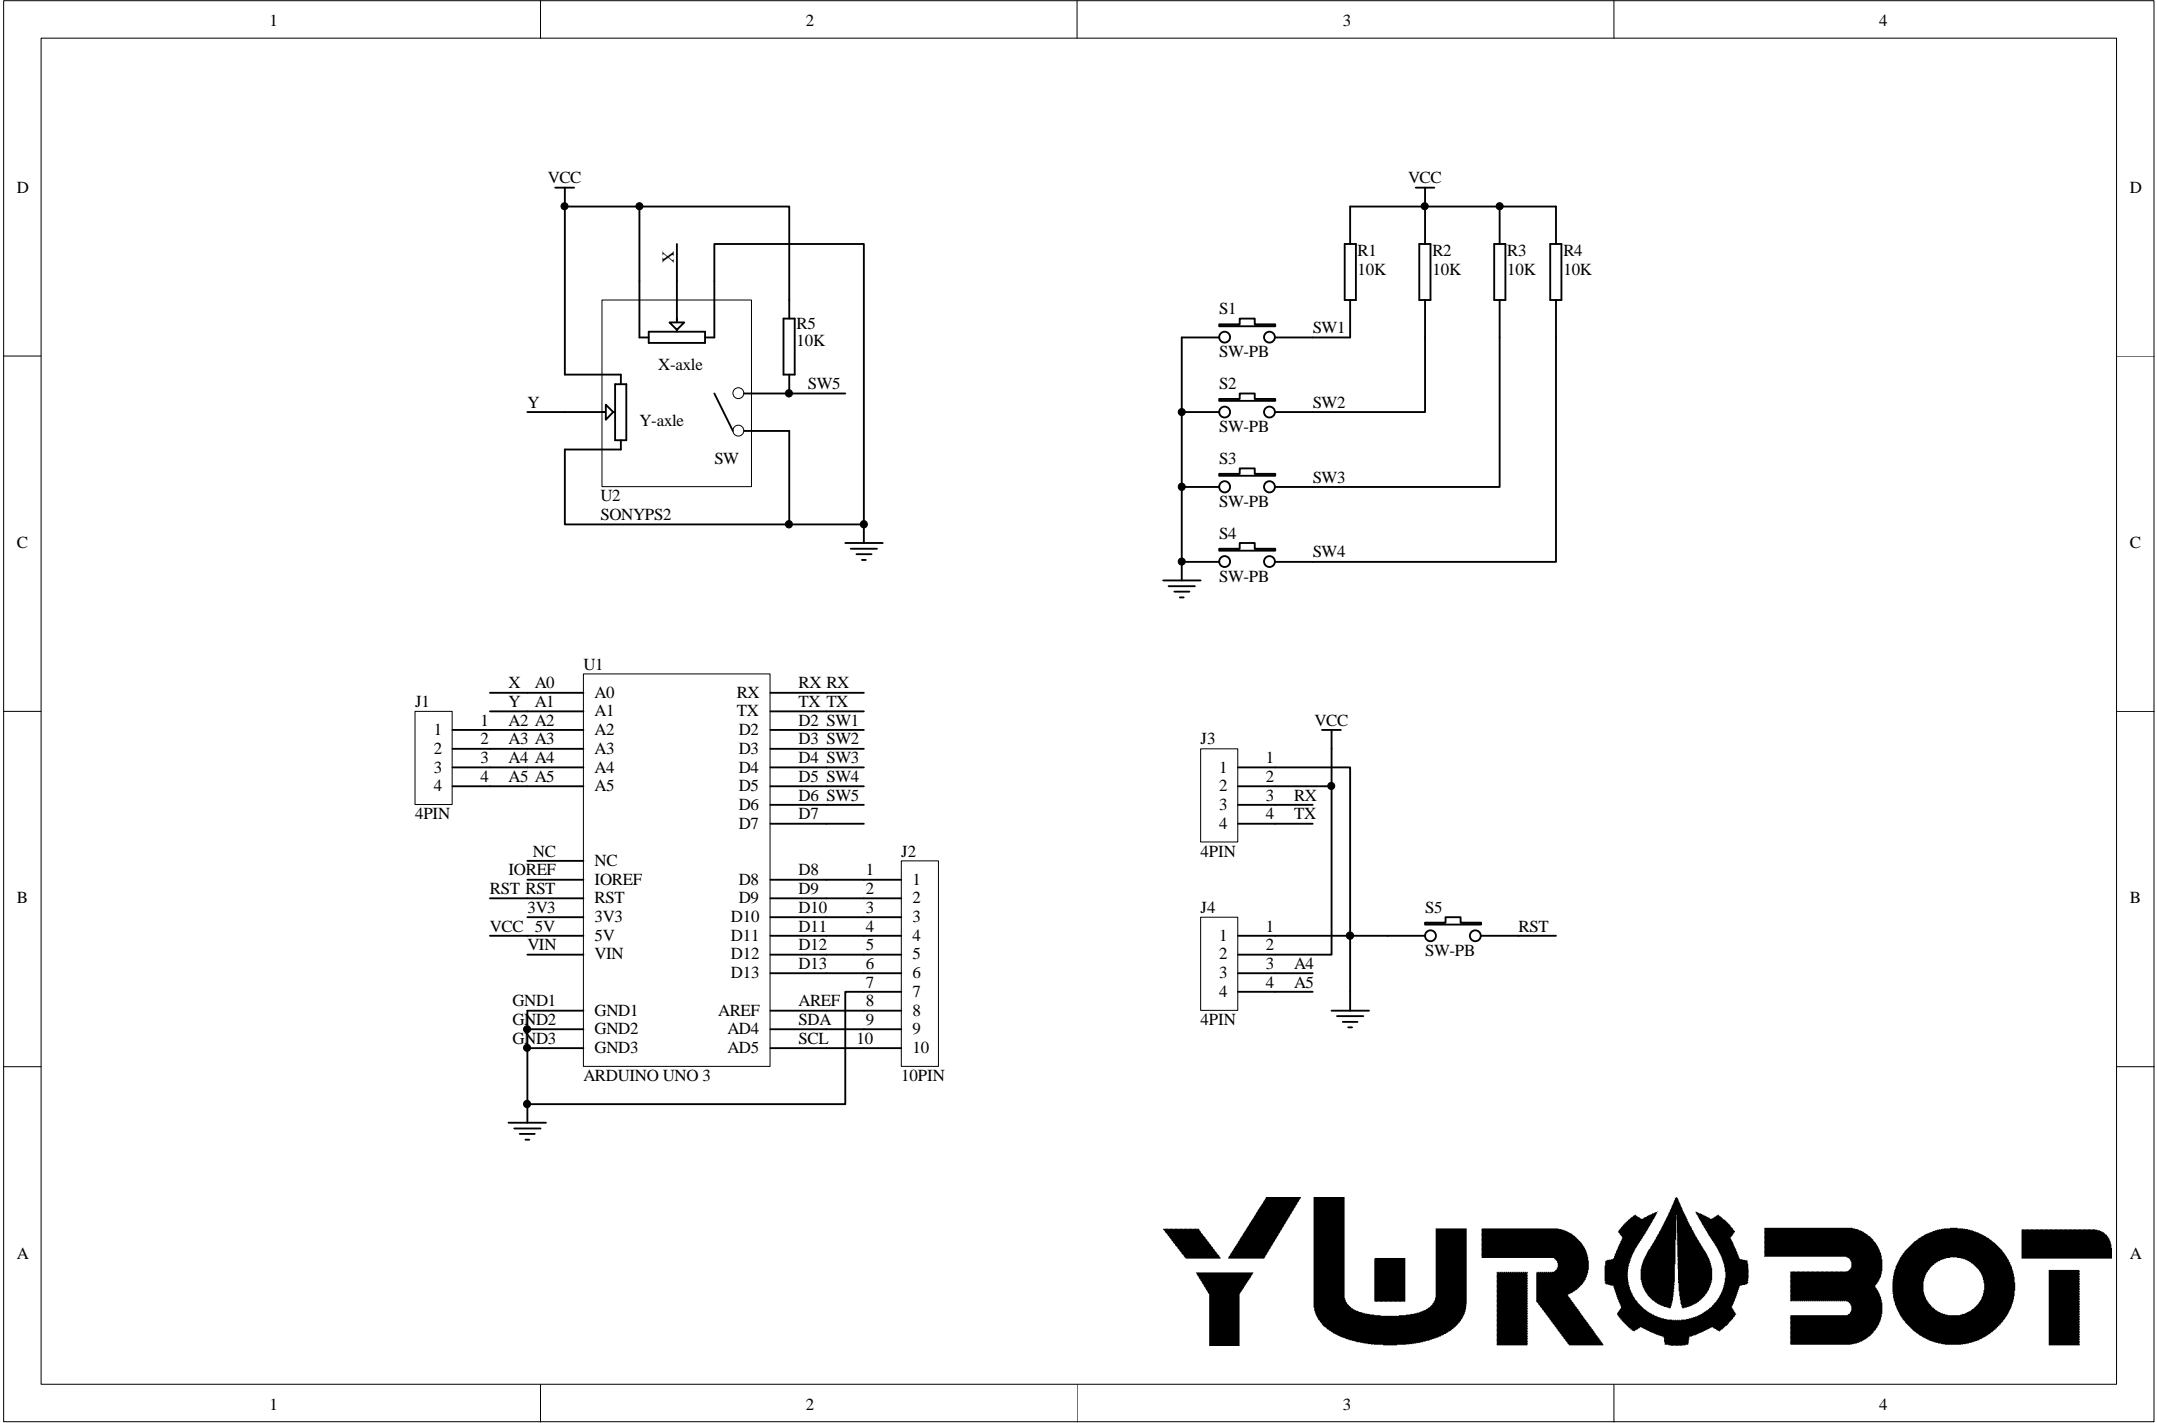 1 2 3 4
D D
VCC
X
R5
10K
X-axle
SW5
Y
Y-axle
SW
U2
SONYPS2
VCC
R1 R2 R3 R4
10K 10K 10K 10K
S1
SW1
SW-PB
S2
SW2
SW-PB
S3
SW3
SW-PB
S4
SW4
SW-PB
C C
U1
X A0 A0 RX RX RX
Y A1 A1 TX TX TX
J1
1 1 A2 A2 A2 D2 D2 SW1
2 2 A3 A3 A3 D3 D3 SW2
3 3 A4 A4 A4 D4 D4 SW3
4 4 A5 A5 A5 D5 D5 SW4
4PIN
D6 D6 SW5
D7 D7
J2
NC NC
IOREF IOREF D8 D8 1 1
RST RST RST D9 D9 2 2
3V3 3V3 D10 D10 3 3
VCC 5V 5V D11 D11 4 4
VIN VIN D12 D12 5 5
D13 D13 6 6
7 7
GND1 GND1 AREF AREF 8 8
GND2 GND2 AD4 SDA 9 9
GND3 GND3 AD5 SCL 10 10
ARDUINO UNO 3
10PIN
VCC
J3
1 1
2 2
3 3 RX
4 4 TX
4PIN
B B
J4
1 1
2 2
3 3 A4
4 4 A5
4PIN
S5
RST
SW-PB
A A
YWROBOT
1 2 3 4